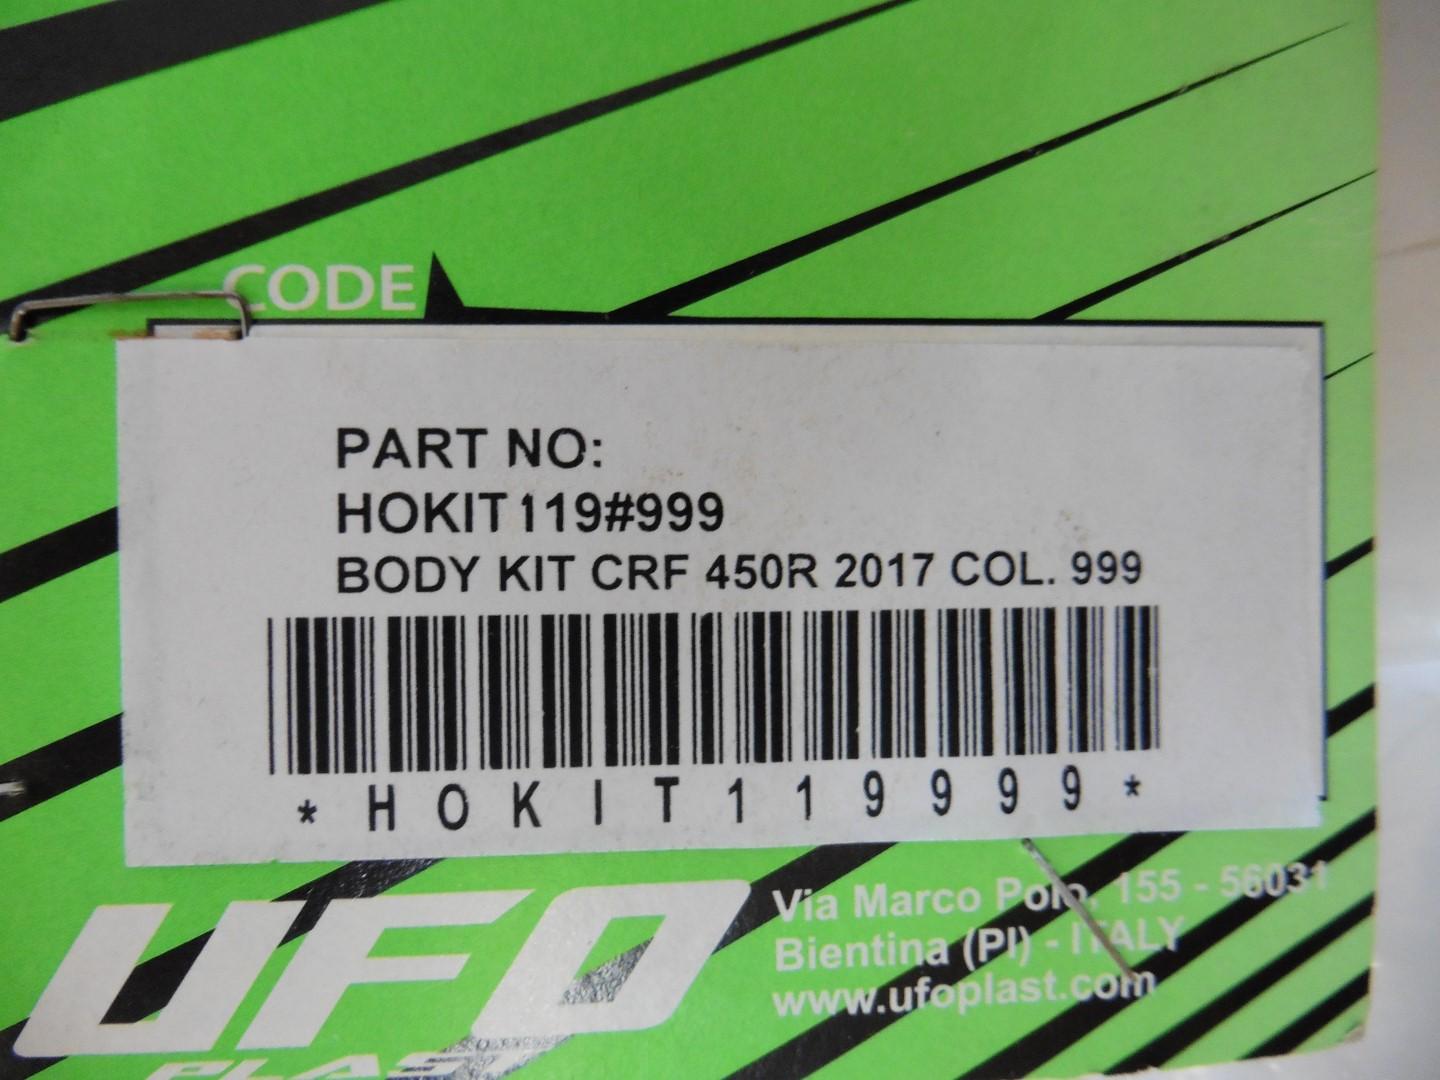 CODE
PART NO:
HOKIT119#999
BODY KIT CRF 450R 2017 COL. 999
*HOKIT119999*
UFO
PLAST
Via Marco Polo, 155 - 56031
Bientina (PI) - ITALY
www.ufoplast.com